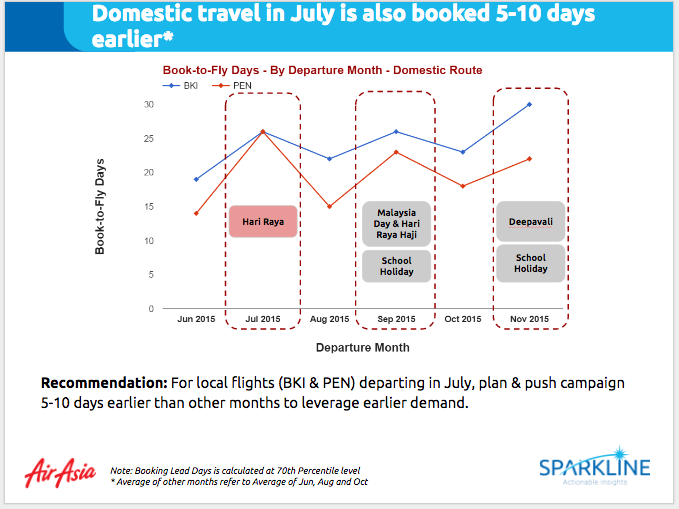 Domestic travel in July is also booked 5-10 days
earlier*
Book-to-Fly Days - By Departure Month - Domestic Route
BKI PEN
30
25
20
15
10
5
0
Book-to-Fly Days
Hari Raya
Malaysia
Day & Hari
Raya Haji
School
Holiday
Deepavali
School
Holiday
Jun 2015 Jul 2015 Aug 2015 Sep 2015 Oct 2015 Nov 2015
Departure Month
Recommendation: For local flights (BKI & PEN) departing in July, plan & push campaign
5-10 days earlier than other months to leverage earlier demand.
AirAsia
Note: Booking Lead Days is calculated at 70th Percentile level
* Average of other months refer to Average of Jun, Aug and Oct
SPARKLINE
Actionable Insights